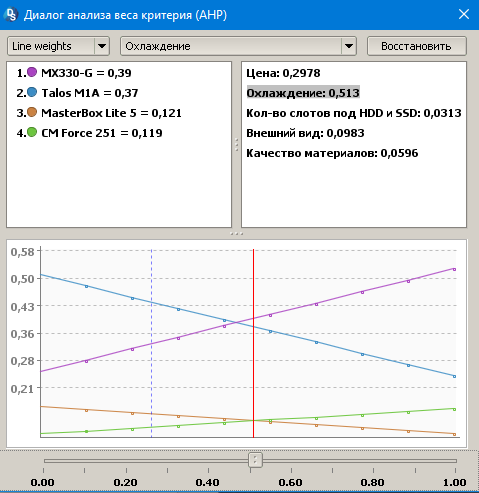 Диалог анализа веса критерия (AHP)
Line weights
Охлаждение
Восстановить
1. MX330-G = 0,39
2. Talos M1A = 0,37
3. MasterBox Lite 5 = 0,121
4. CM Force 251 = 0,119
Цена: 0,2978
Охлаждение: 0,513
Кол-во слотов под HDD и SSD: 0,0313
Внешний вид: 0,0983
Качество материалов: 0,0596
0,58
0,50
0,43
0,36
0,28
0,21
0.00 0.20 0.40 0.60 0.80 1.00